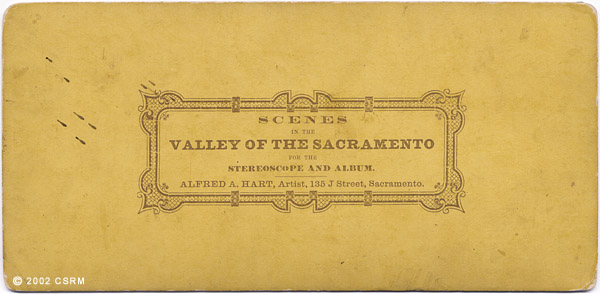 SCENES
IN THE
VALLEY OF THE SACRAMENTO
FOR THE
STEREOSCOPE AND ALBUM.
ALFRED A. HART, Artist, 135 J Street, Sacramento.
© 2002 CSRM